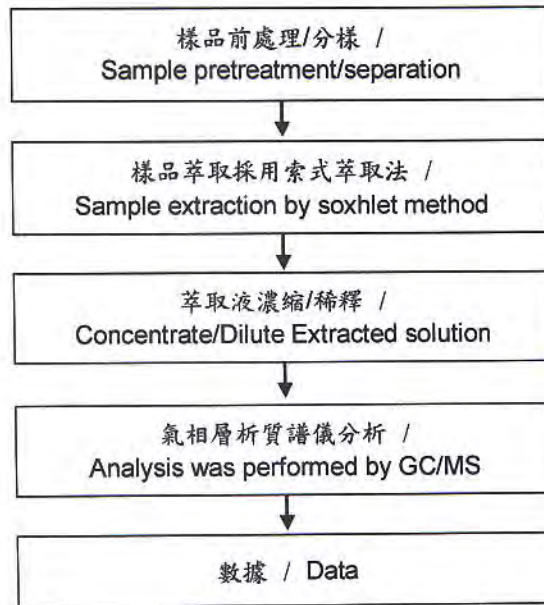 樣品前處理/分樣 /
Sample pretreatment/separation
樣品萃取採用索式萃取法 /
Sample extraction by soxhlet method
萃取液濃縮/稀釋 /
Concentrate/Dilute Extracted solution
氣相層析質譜儀分析 /
Analysis was performed by GC/MS
數據 / Data